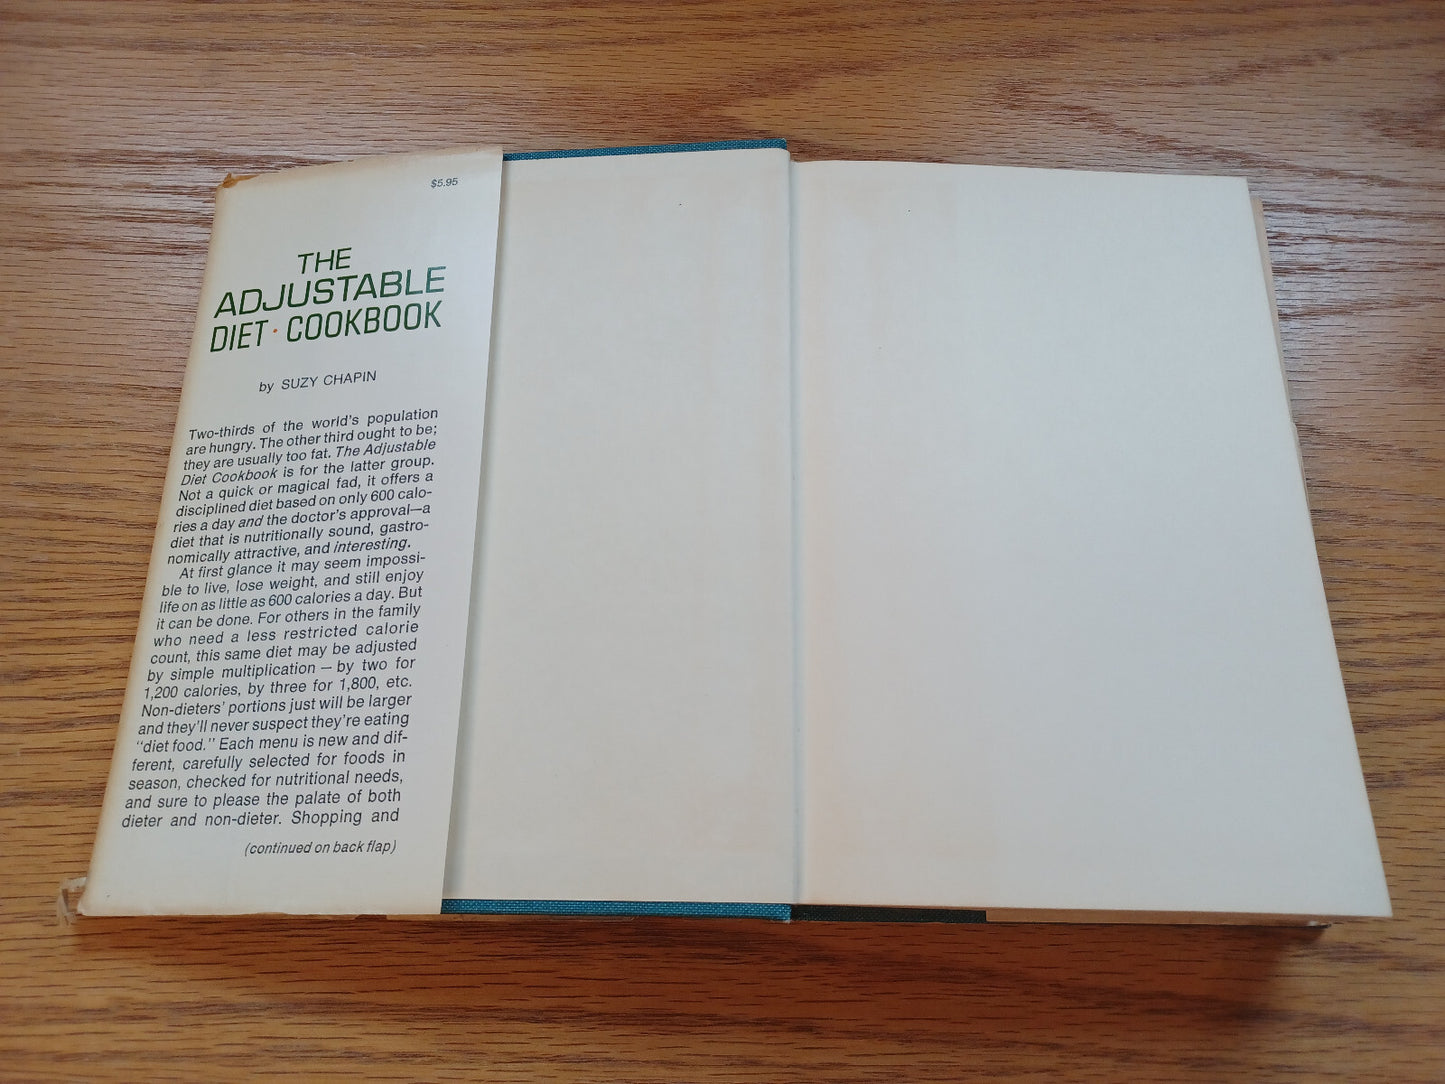 $5.95
THE
ADJUSTABLE
DIET · COOKBOOK
by SUZY CHAPIN
Two-thirds of the world's population
are hungry. The other third ought to be;
they are usually too fat. The Adjustable
Diet Cookbook is for the latter group.
Not a quick or magical fad, it offers a
disciplined diet based on only 600 calo-
ries a day and the doctor's approval—a
diet that is nutritionally sound, gastro-
nomically attractive, and interesting.
At first glance it may seem impossi-
ble to live, lose weight, and still enjoy
life on as little as 600 calories a day. But
it can be done. For others in the family
who need a less restricted calorie
count, this same diet may be adjusted
by simple multiplication — by two for
1,200 calories, by three for 1,800, etc.
Non-dieters' portions just will be larger
and they'll never suspect they're eating
"diet food." Each menu is new and dif-
ferent, carefully selected for foods in
season, checked for nutritional needs,
and sure to please the palate of both
dieter and non-dieter. Shopping and
(continued on back flap)